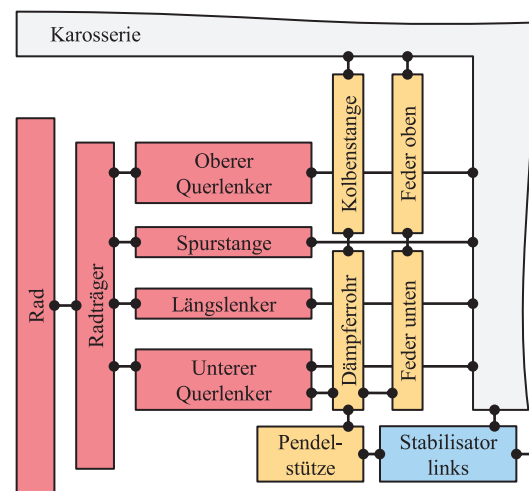 Karosserie
Kolbenstange
Feder oben
Oberer
Querlenker
Spurstange
Rad
Radträger
Längslenker
Dämpferrohr
Feder unten
Unterer
Querlenker
Pendel-
stütze
Stabilisator
links